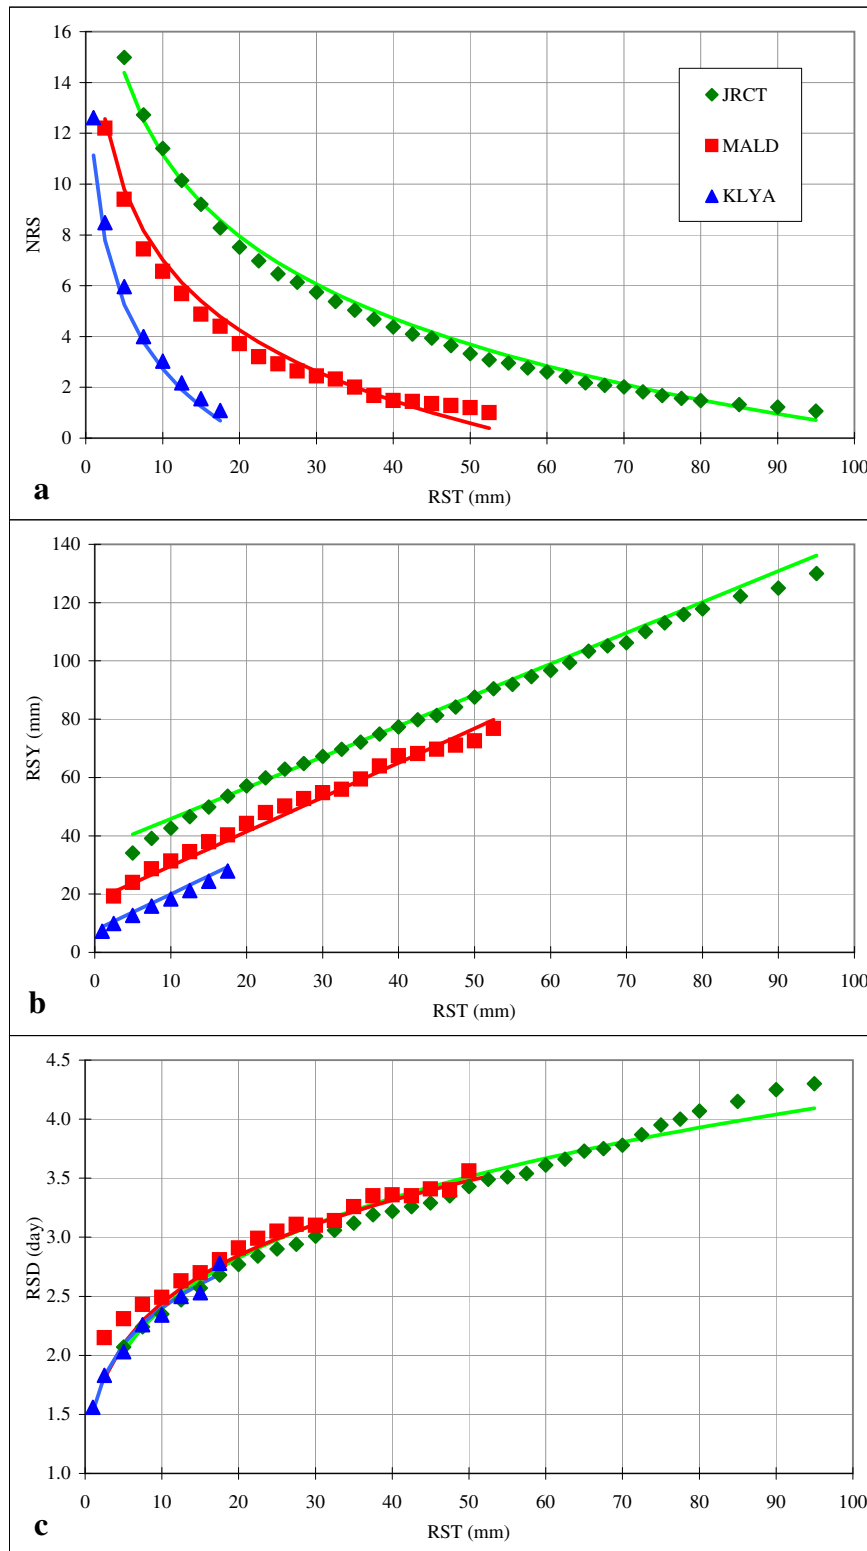 16
14
12
10
8
6
4
2
0
NRS
JRCT
MALD
KLYA
0 10 20 30 40 50 60 70 80 90 100
RST (mm)
a
140
120
100
80
60
40
20
0
RSY (mm)
0 10 20 30 40 50 60 70 80 90 100
RST (mm)
b
4.5
4.0
3.5
3.0
2.5
2.0
1.5
1.0
RSD (day)
0 10 20 30 40 50 60 70 80 90 100
RST (mm)
c